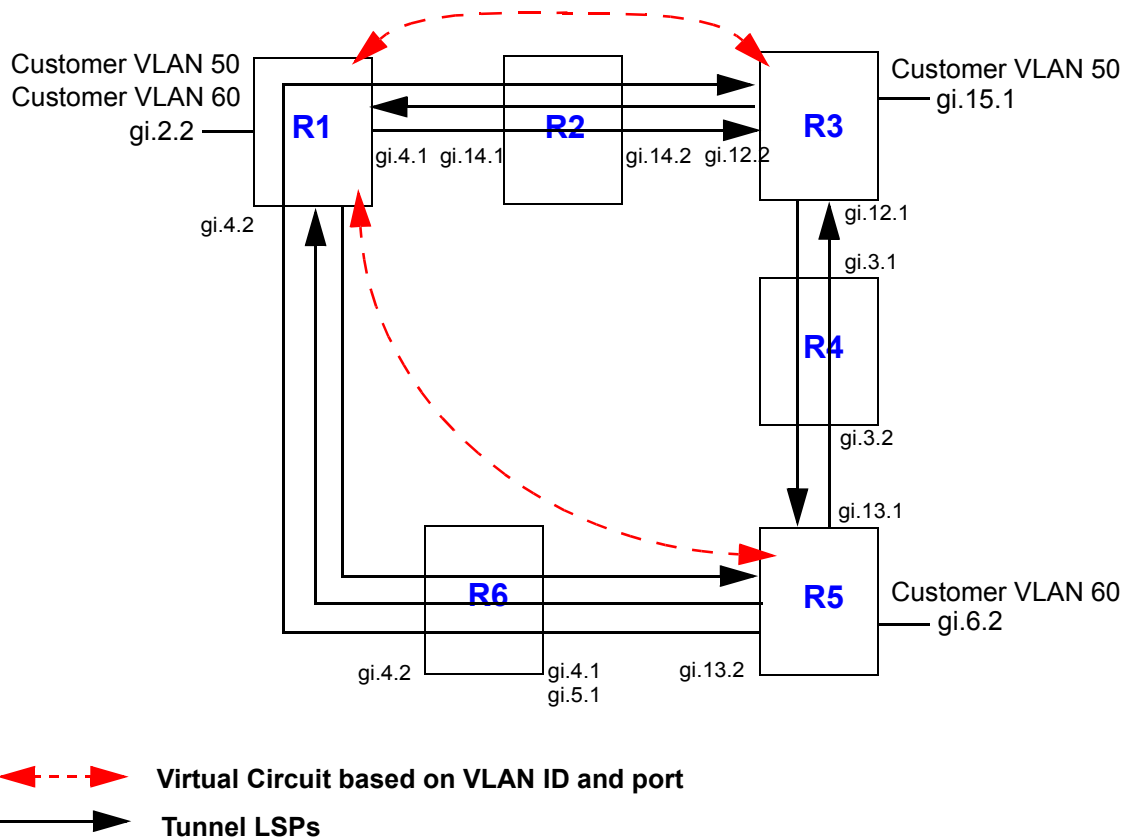 Customer VLAN 50
Customer VLAN 60
gi.2.2
R1
R2
R3
Customer VLAN 50
gi.15.1
gi.4.1
gi.14.1
gi.14.2
gi.12.2
gi.4.2
gi.12.1
gi.3.1
R4
gi.3.2
gi.13.1
R6
R5
Customer VLAN 60
gi.6.2
gi.4.2
gi.4.1
gi.5.1
gi.13.2
Virtual Circuit based on VLAN ID and port
Tunnel LSPs